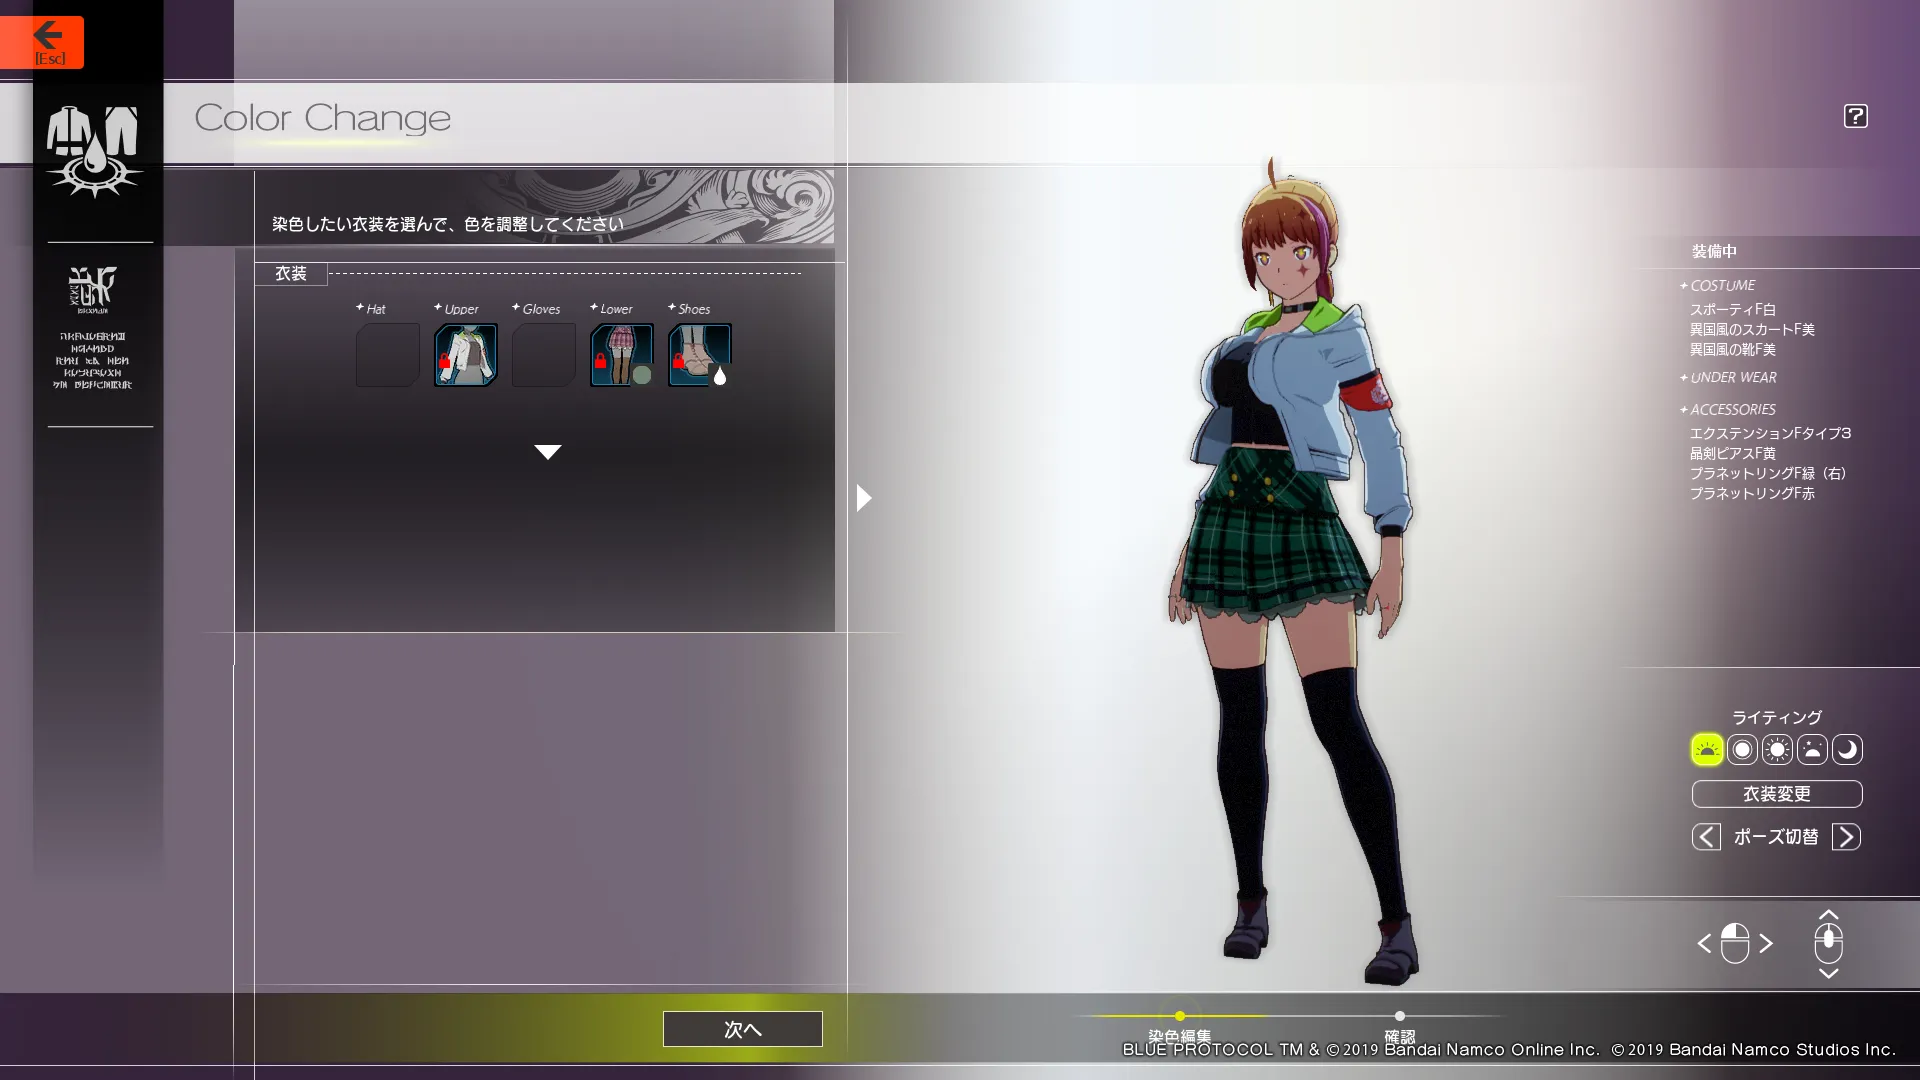 [Esc]
Color Change
?
染色したい衣装を選んで、色を調整してください
衣装
Hat
Upper
Gloves
Lower
Shoes
装備中
COSTUME
スポーティF白
異国風のスカートF美
異国風の靴F美
UNDER WEAR
ACCESSORIES
エクステンションFタイプ3
晶剣ピアスF黄
プラネットリングF緑（右）
プラネットリングF赤
ライティング
衣装変更
ポーズ切替
次へ
染色編集
確認
BLUE PROTOCOL TM & ©2019 Bandai Namco Online Inc. ©2019 Bandai Namco Studios Inc.